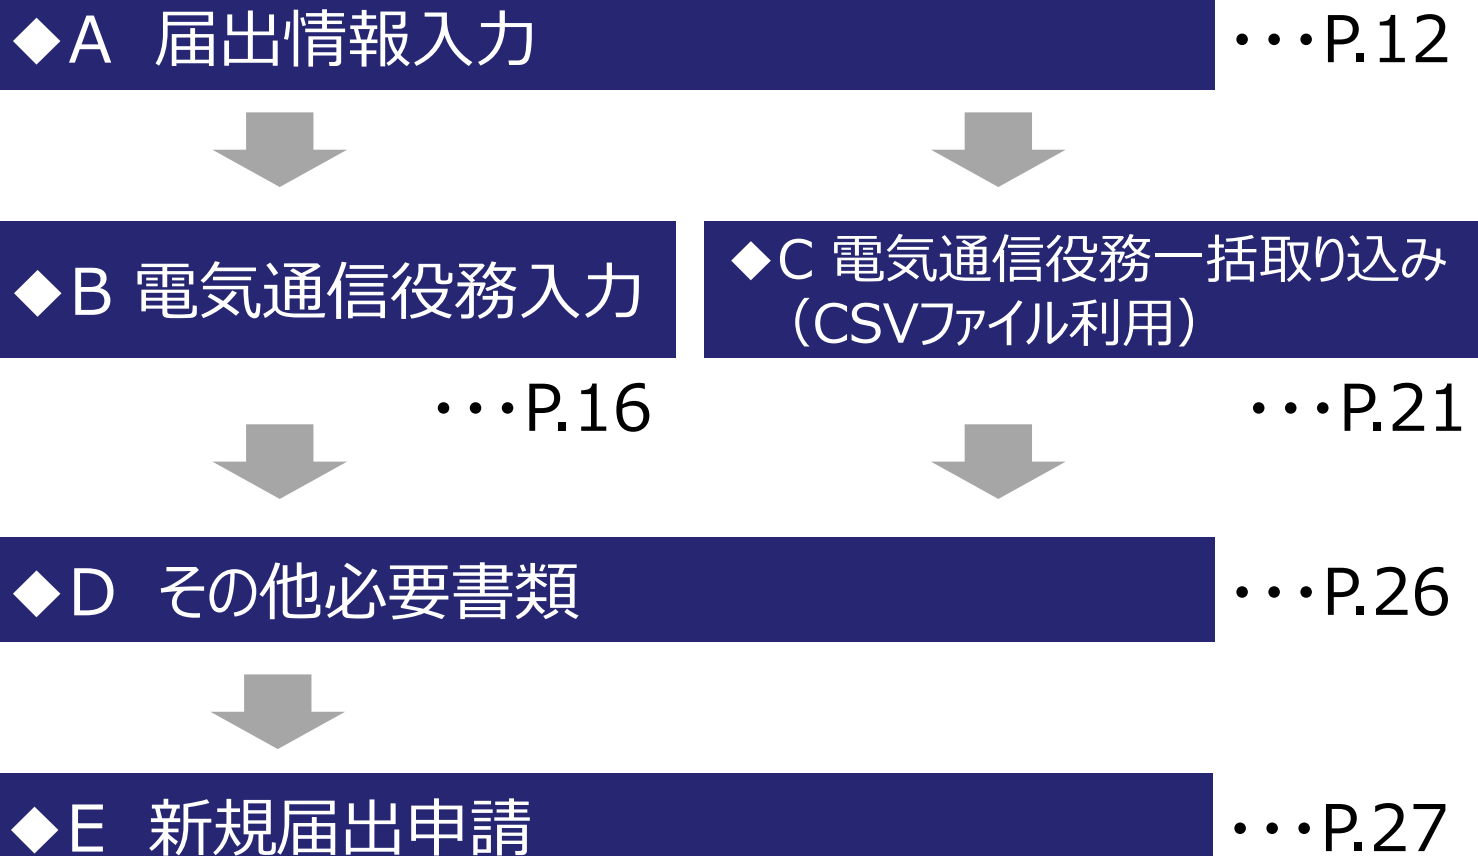 ◆A 届出情報入力 ・・・P.12
◆B 電気通信役務入力
◆C 電気通信役務一括取り込み
（CSVファイル利用）
・・・P.16
・・・P.21
◆D その他必要書類 ・・・P.26
◆E 新規届出申請 ・・・P.27